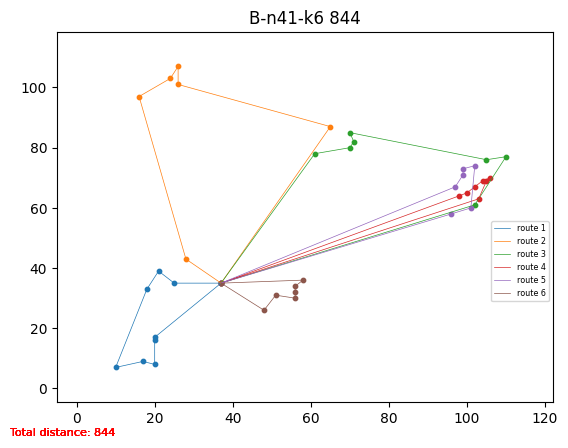 B-n41-k6 844
100
80
60
40
20
0
route 1
route 2
route 3
route 4
route 5
route 6
0 20 40 60 80 100 120
Total distance: 844